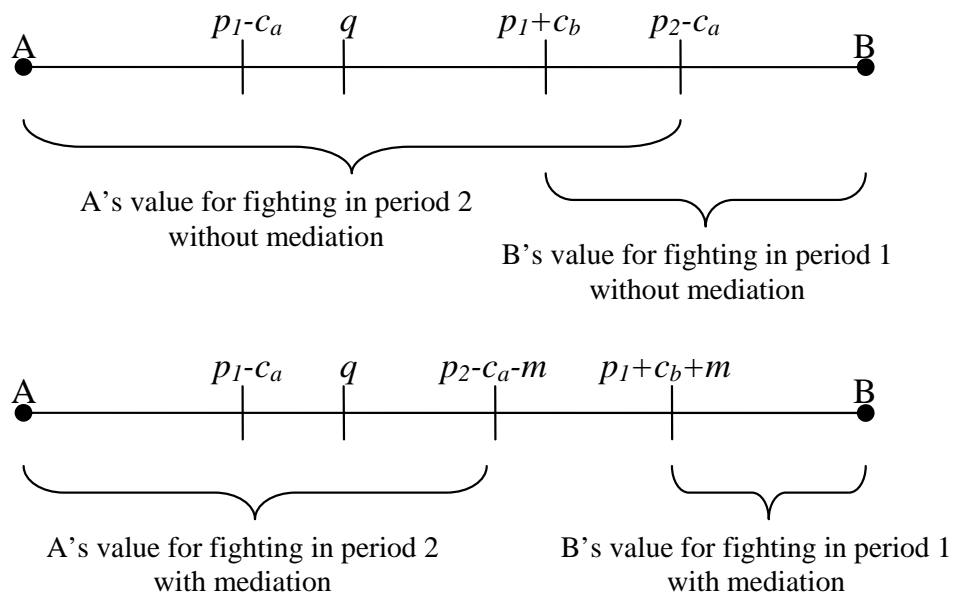 p₁-cₐ q p₁+c_b p₂-cₐ
A B
A's value for fighting in period 2
without mediation
B's value for fighting in period 1
without mediation
p₁-cₐ q p₂-cₐ-m p₁+c_b+m
A B
A's value for fighting in period 2
with mediation
B's value for fighting in period 1
with mediation